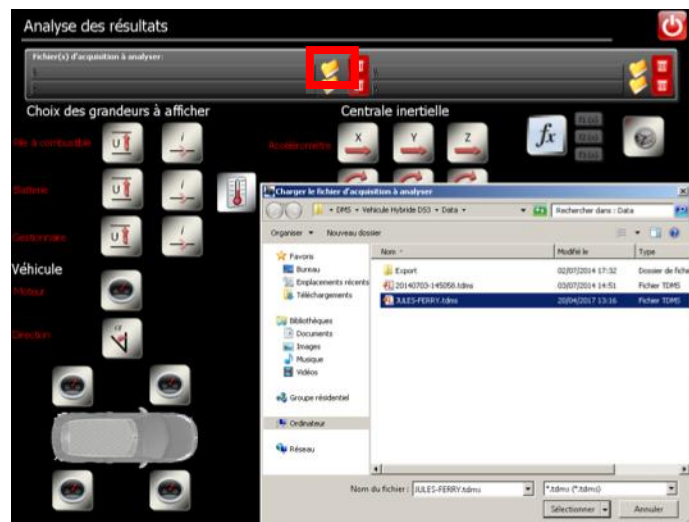 Analyse des résultats
Fichier(s) d'acquisition à analyser:
Choix des grandeurs à afficher
Centrale inertielle
Pile à combustible
U
i
Accéléromètre
X
Y
Z
fx
Batterie
U
i
Gestionnaire
U
i
Véhicule
Moteur
Direction
Charger le fichier d'acquisition à analyser
DMS
Véhicule Hybride DS3
Data
Rechercher dans : Data
Organiser
Nouveau dossier
Favoris
Bureau
Emplacements récents
Téléchargements
Bibliothèques
Documents
Images
Musique
Vidéos
Groupe résidentiel
Ordinateur
Réseau
Nom
Modifié le
Type
Export
02/07/2014 17:32
Dossier de fichie
20140703-145058.tdms
03/07/2014 14:51
Fichier TDMS
JULES-FERRY.tdms
20/04/2017 13:16
Fichier TDMS
Nom du fichier :
JULES-FERRY.tdms
*.tdms (*.tdms)
Sélectionner
Annuler